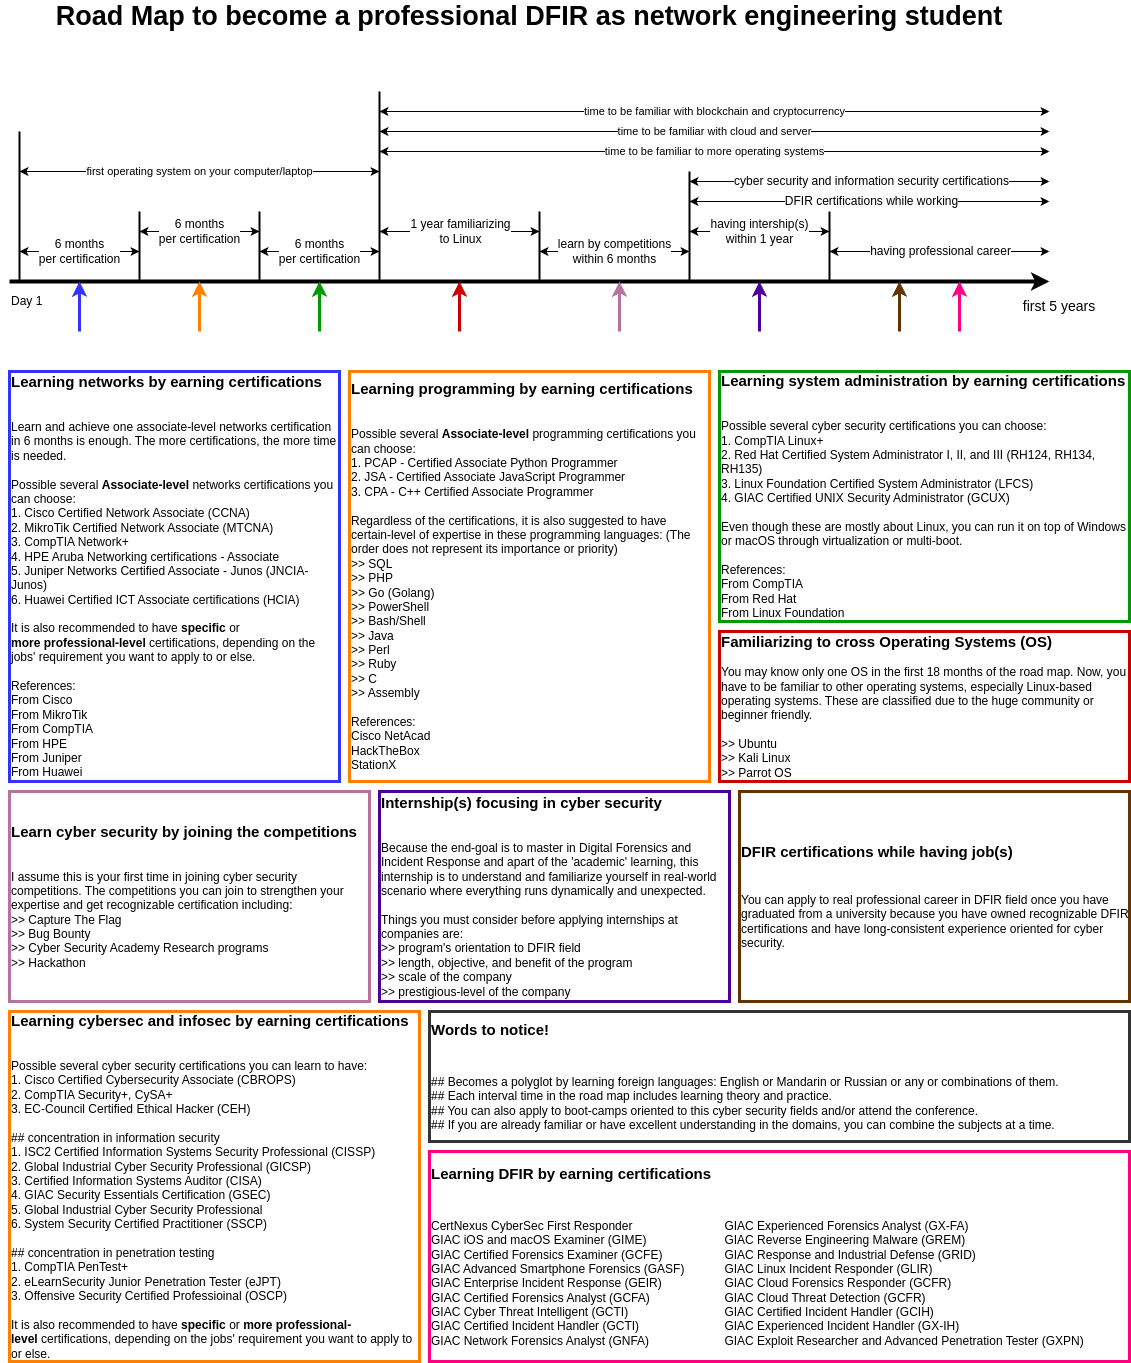 Road Map to become a professional DFIR as network engineering student
time to be familiar with blockchain and cryptocurrency
time to be familiar with cloud and server
time to be familiar to more operating systems
first operating system on your computer/laptop
cyber security and information security certifications
DFIR certifications while working
6 months
per certification
6 months
per certification
6 months
per certification
1 year familiarizing
to Linux
learn by competitions
within 6 months
having intership(s)
within 1 year
having professional career
Day 1
first 5 years
Learning networks by earning certifications
Learn and achieve one associate-level networks certification
in 6 months is enough. The more certifications, the more time
is needed.
Possible several Associate-level networks certifications you
can choose:
1. Cisco Certified Network Associate (CCNA)
2. MikroTik Certified Network Associate (MTCNA)
3. CompTIA Network+
4. HPE Aruba Networking certifications - Associate
5. Juniper Networks Certified Associate - Junos (JNCIA-
Junos)
6. Huawei Certified ICT Associate certifications (HCIA)
It is also recommended to have specific or
more professional-level certifications, depending on the
jobs' requirement you want to apply to or else.
References:
From Cisco
From MikroTik
From CompTIA
From HPE
From Juniper
From Huawei
Learning programming by earning certifications
Possible several Associate-level programming certifications you
can choose:
1. PCAP - Certified Associate Python Programmer
2. JSA - Certified Associate JavaScript Programmer
3. CPA - C++ Certified Associate Programmer
Regardless of the certifications, it is also suggested to have
certain-level of expertise in these programming languages: (The
order does not represent its importance or priority)
>> SQL
>> PHP
>> Go (Golang)
>> PowerShell
>> Bash/Shell
>> Java
>> Perl
>> Ruby
>> C
>> Assembly
References:
Cisco NetAcad
HackTheBox
StationX
Learning system administration by earning certifications
Possible several cyber security certifications you can choose:
1. CompTIA Linux+
2. Red Hat Certified System Administrator I, II, and III (RH124, RH134,
RH135)
3. Linux Foundation Certified System Administrator (LFCS)
4. GIAC Certified UNIX Security Administrator (GCUX)
Even though these are mostly about Linux, you can run it on top of Windows
or macOS through virtualization or multi-boot.
References:
From CompTIA
From Red Hat
From Linux Foundation
Familiarizing to cross Operating Systems (OS)
You may know only one OS in the first 18 months of the road map. Now, you
have to be familiar to other operating systems, especially Linux-based
operating systems. These are classified due to the huge community or
beginner friendly.
>> Ubuntu
>> Kali Linux
>> Parrot OS
Learn cyber security by joining the competitions
I assume this is your first time in joining cyber security
competitions. The competitions you can join to strengthen your
expertise and get recognizable certification including:
>> Capture The Flag
>> Bug Bounty
>> Cyber Security Academy Research programs
>> Hackathon
Internship(s) focusing in cyber security
Because the end-goal is to master in Digital Forensics and
Incident Response and apart of the 'academic' learning, this
internship is to understand and familiarize yourself in real-world
scenario where everything runs dynamically and unexpected.
Things you must consider before applying internships at
companies are:
>> program's orientation to DFIR field
>> length, objective, and benefit of the program
>> scale of the company
>> prestigious-level of the company
DFIR certifications while having job(s)
You can apply to real professional career in DFIR field once you have
graduated from a university because you have owned recognizable DFIR
certifications and have long-consistent experience oriented for cyber
security.
Learning cybersec and infosec by earning certifications
Possible several cyber security certifications you can learn to have:
1. Cisco Certified Cybersecurity Associate (CBROPS)
2. CompTIA Security+, CySA+
3. EC-Council Certified Ethical Hacker (CEH)
## concentration in information security
1. ISC2 Certified Information Systems Security Professional (CISSP)
2. Global Industrial Cyber Security Professional (GICSP)
3. Certified Information Systems Auditor (CISA)
4. GIAC Security Essentials Certification (GSEC)
5. Global Industrial Cyber Security Professional
6. System Security Certified Practitioner (SSCP)
## concentration in penetration testing
1. CompTIA PenTest+
2. eLearnSecurity Junior Penetration Tester (eJPT)
3. Offensive Security Certified Professioinal (OSCP)
It is also recommended to have specific or more professional-
level certifications, depending on the jobs' requirement you want to apply to
or else.
Words to notice!
## Becomes a polyglot by learning foreign languages: English or Mandarin or Russian or any or combinations of them.
## Each interval time in the road map includes learning theory and practice.
## You can also apply to boot-camps oriented to this cyber security fields and/or attend the conference.
## If you are already familiar or have excellent understanding in the domains, you can combine the subjects at a time.
Learning DFIR by earning certifications
CertNexus CyberSec First Responder
GIAC iOS and macOS Examiner (GIME)
GIAC Certified Forensics Examiner (GCFE)
GIAC Advanced Smartphone Forensics (GASF)
GIAC Enterprise Incident Response (GEIR)
GIAC Certified Forensics Analyst (GCFA)
GIAC Cyber Threat Intelligent (GCTI)
GIAC Certified Incident Handler (GCTI)
GIAC Network Forensics Analyst (GNFA)
GIAC Experienced Forensics Analyst (GX-FA)
GIAC Reverse Engineering Malware (GREM)
GIAC Response and Industrial Defense (GRID)
GIAC Linux Incident Responder (GLIR)
GIAC Cloud Forensics Responder (GCFR)
GIAC Cloud Threat Detection (GCFR)
GIAC Certified Incident Handler (GCIH)
GIAC Experienced Incident Handler (GX-IH)
GIAC Exploit Researcher and Advanced Penetration Tester (GXPN)